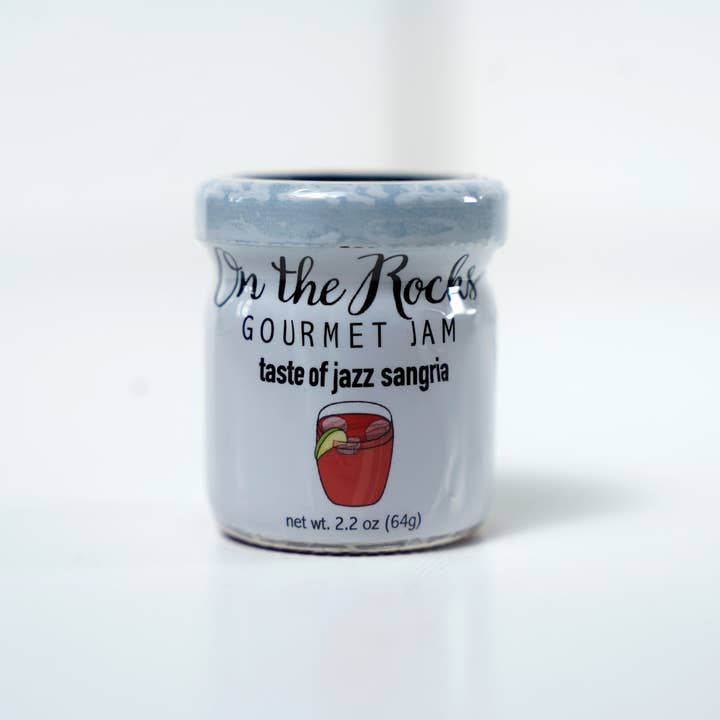 On the Rocks
GOURMET JAM
taste of jazz sangria
net wt. 2.2 oz (64g)